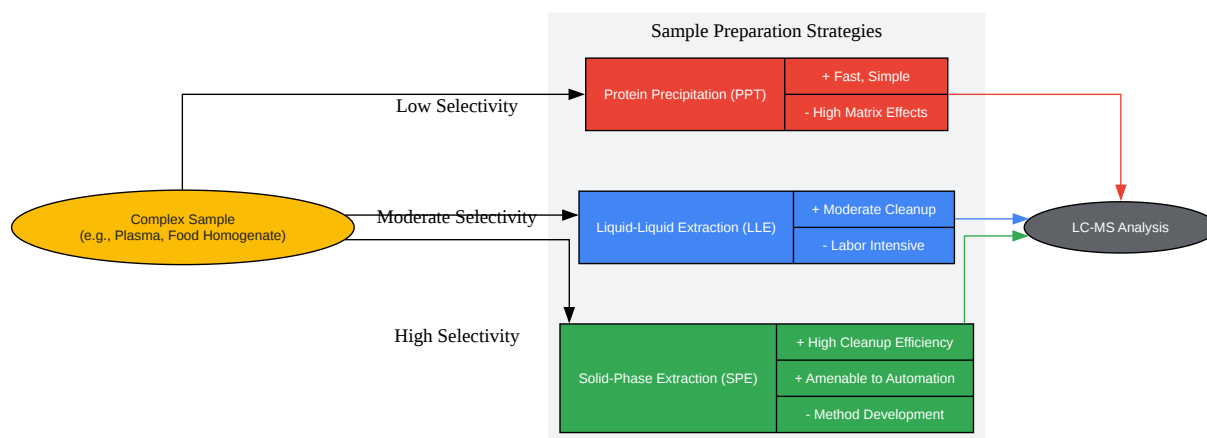 Sample Preparation Strategies
Protein Precipitation (PPT)
+ Fast, Simple
- High Matrix Effects
Low Selectivity
Complex Sample
(e.g., Plasma, Food Homogenate)
Moderate Selectivity
Liquid-Liquid Extraction (LLE)
+ Moderate Cleanup
- Labor Intensive
LC-MS Analysis
High Selectivity
Solid-Phase Extraction (SPE)
+ High Cleanup Efficiency
+ Amenable to Automation
- Method Development